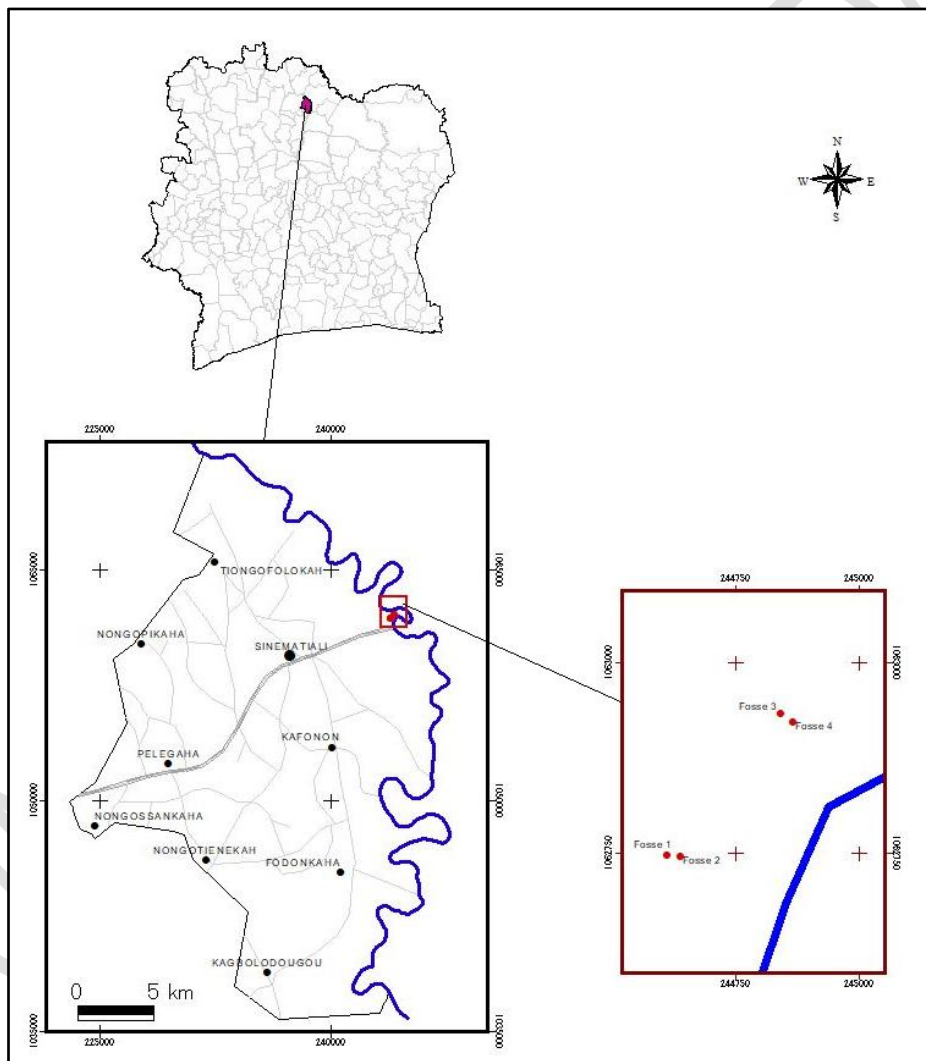 N
W E
S
225000 240000
1065000 1065000
TIONGOFOLOKAH
NONGOPIKAHA
SINEMATIALI
KAFONON
PELEGAHA
1050000 1050000
NONGOSSANKAHA
NONGOTIENEKAH
FODONKAHA
KAGBOLODOUGOU
0 5 km
1035000 1035000
225000 240000
244750 245000
1063000 1063000
Fosse 3
Fosse 4
Fosse 1
Fosse 2
1062750 1062750
244750 245000